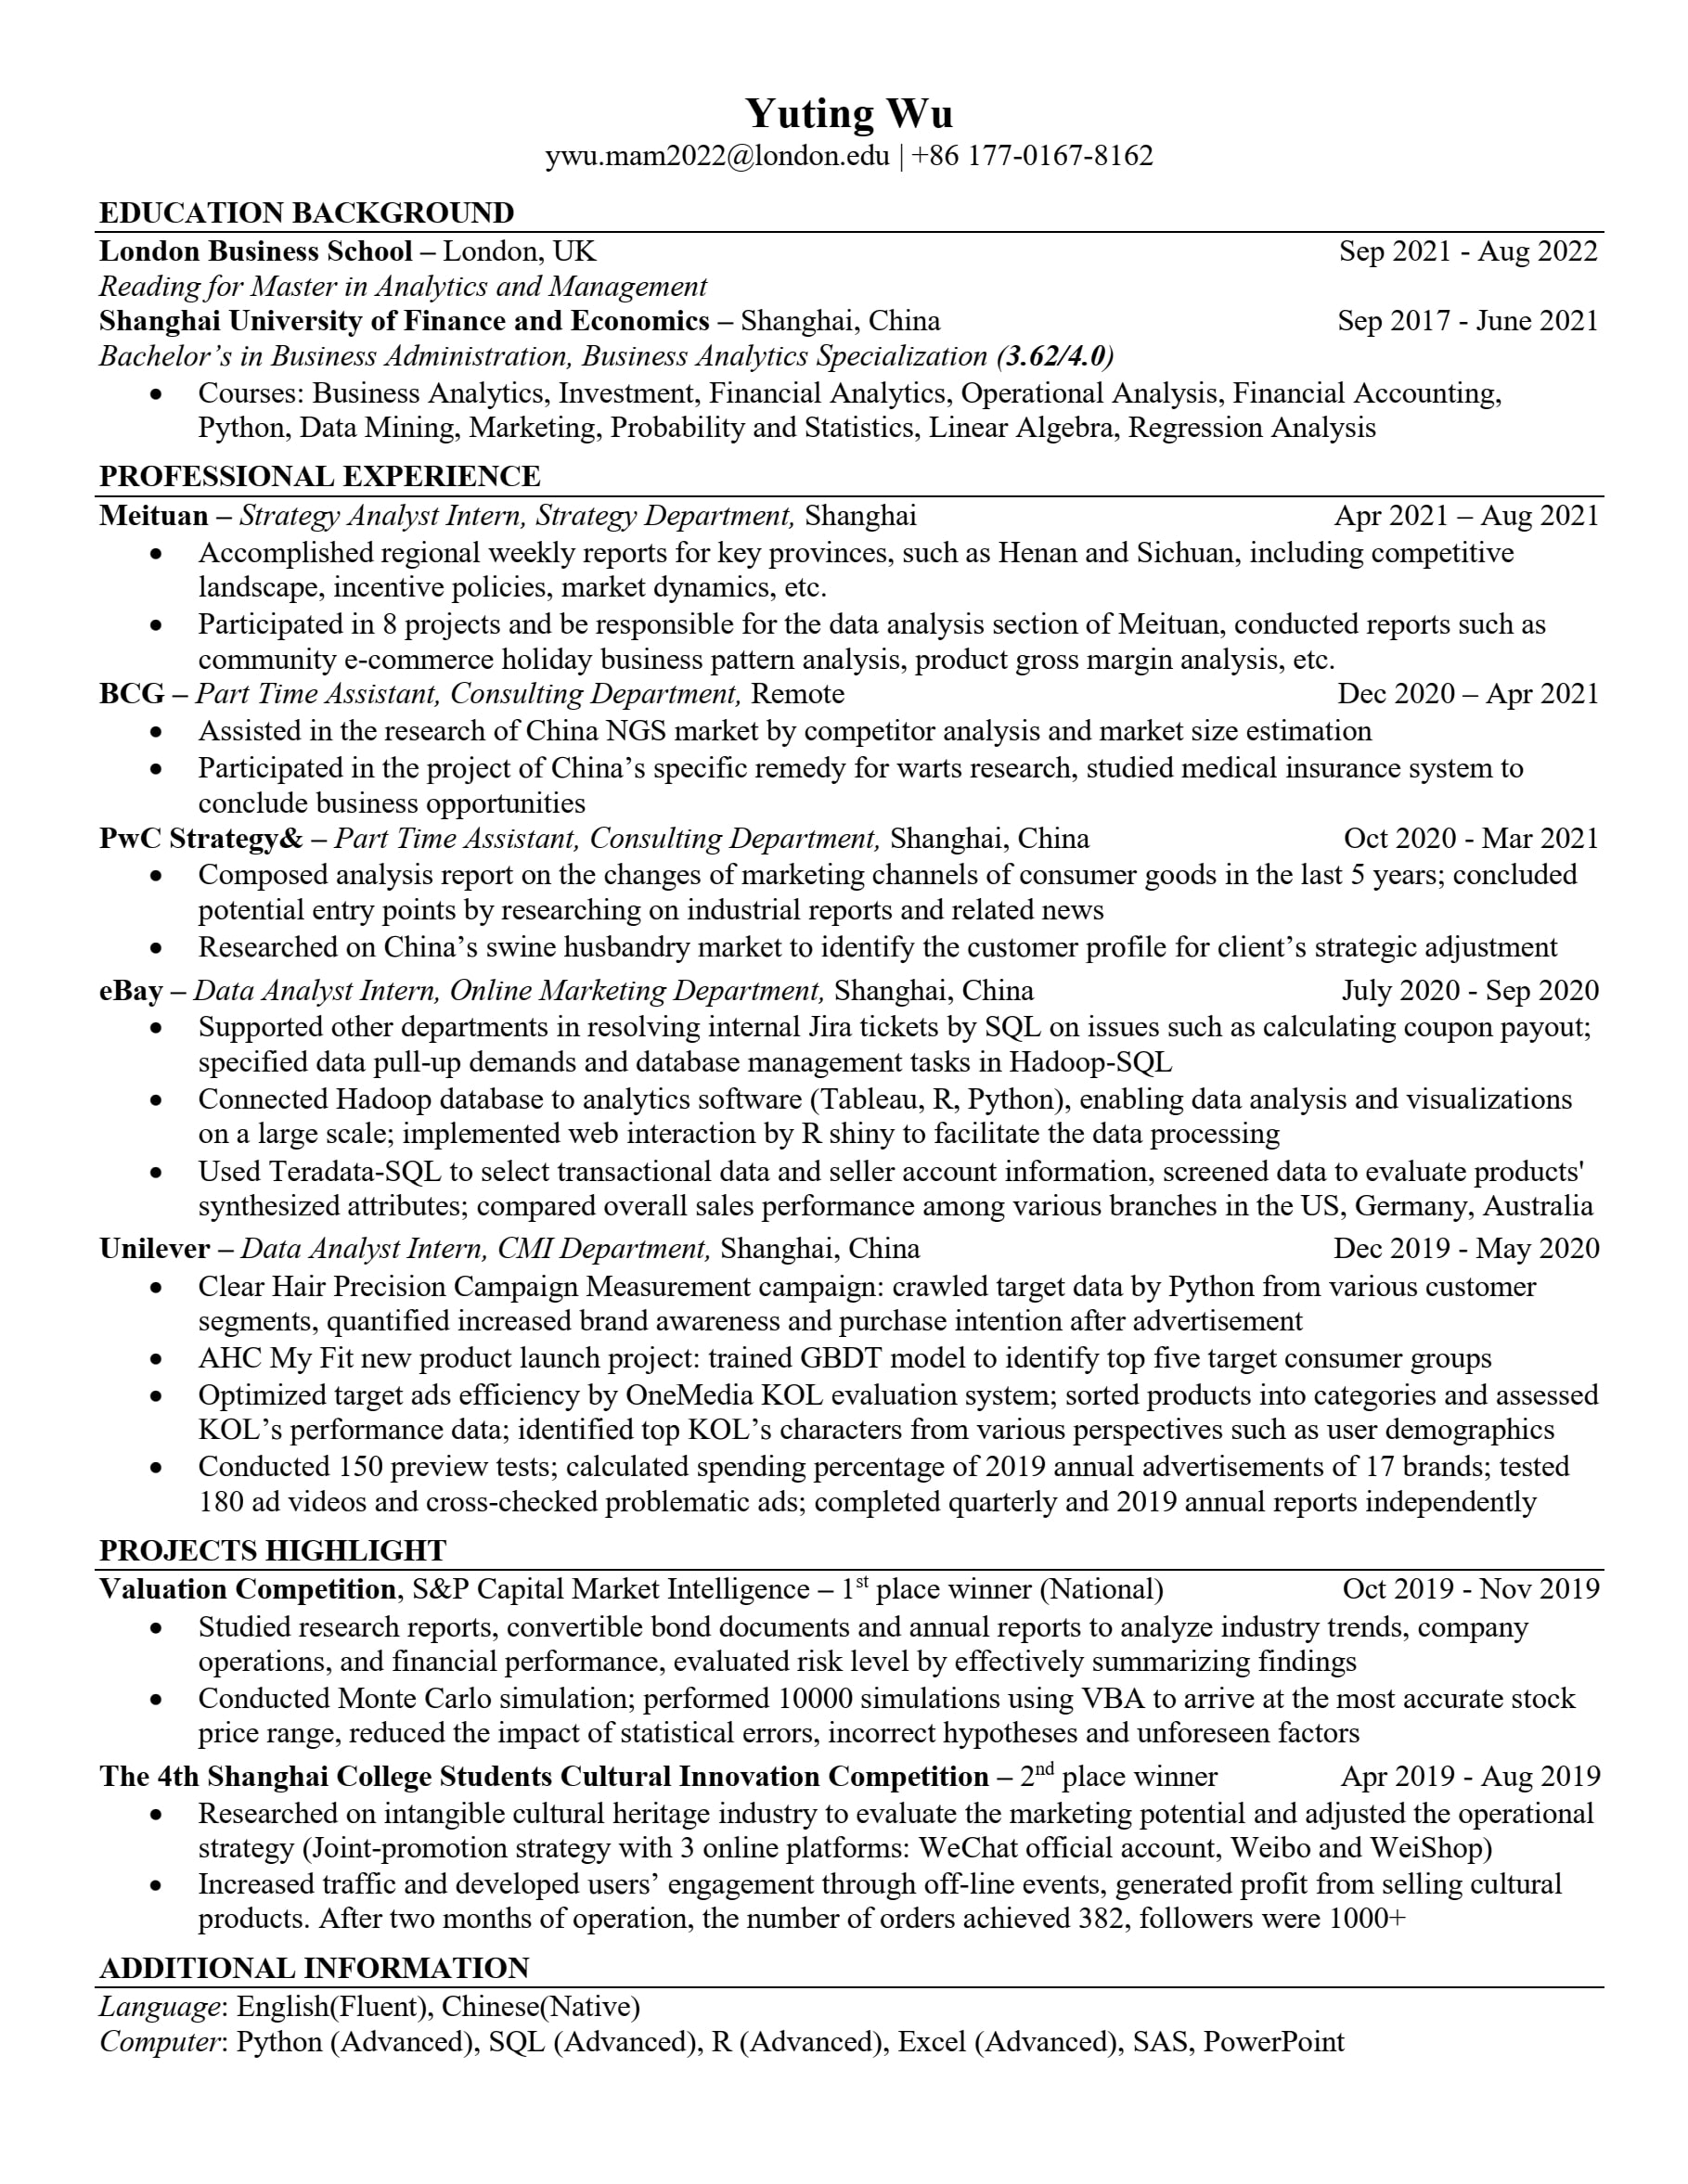 Yuting Wu
ywu.mam2022@london.edu | +86 177-0167-8162
EDUCATION BACKGROUND
London Business School – London, UK Sep 2021 - Aug 2022
Reading for Master in Analytics and Management
Shanghai University of Finance and Economics – Shanghai, China Sep 2017 - June 2021
Bachelor’s in Business Administration, Business Analytics Specialization (3.62/4.0)
• Courses: Business Analytics, Investment, Financial Analytics, Operational Analysis, Financial Accounting,
Python, Data Mining, Marketing, Probability and Statistics, Linear Algebra, Regression Analysis
PROFESSIONAL EXPERIENCE
Meituan – Strategy Analyst Intern, Strategy Department, Shanghai Apr 2021 – Aug 2021
• Accomplished regional weekly reports for key provinces, such as Henan and Sichuan, including competitive
landscape, incentive policies, market dynamics, etc.
• Participated in 8 projects and be responsible for the data analysis section of Meituan, conducted reports such as
community e-commerce holiday business pattern analysis, product gross margin analysis, etc.
BCG – Part Time Assistant, Consulting Department, Remote Dec 2020 – Apr 2021
• Assisted in the research of China NGS market by competitor analysis and market size estimation
• Participated in the project of China’s specific remedy for warts research, studied medical insurance system to
conclude business opportunities
PwC Strategy& – Part Time Assistant, Consulting Department, Shanghai, China Oct 2020 - Mar 2021
• Composed analysis report on the changes of marketing channels of consumer goods in the last 5 years; concluded
potential entry points by researching on industrial reports and related news
• Researched on China’s swine husbandry market to identify the customer profile for client’s strategic adjustment
eBay – Data Analyst Intern, Online Marketing Department, Shanghai, China July 2020 - Sep 2020
• Supported other departments in resolving internal Jira tickets by SQL on issues such as calculating coupon payout;
specified data pull-up demands and database management tasks in Hadoop-SQL
• Connected Hadoop database to analytics software (Tableau, R, Python), enabling data analysis and visualizations
on a large scale; implemented web interaction by R shiny to facilitate the data processing
• Used Teradata-SQL to select transactional data and seller account information, screened data to evaluate products'
synthesized attributes; compared overall sales performance among various branches in the US, Germany, Australia
Unilever – Data Analyst Intern, CMI Department, Shanghai, China Dec 2019 - May 2020
• Clear Hair Precision Campaign Measurement campaign: crawled target data by Python from various customer
segments, quantified increased brand awareness and purchase intention after advertisement
• AHC My Fit new product launch project: trained GBDT model to identify top five target consumer groups
• Optimized target ads efficiency by OneMedia KOL evaluation system; sorted products into categories and assessed
KOL’s performance data; identified top KOL’s characters from various perspectives such as user demographics
• Conducted 150 preview tests; calculated spending percentage of 2019 annual advertisements of 17 brands; tested
180 ad videos and cross-checked problematic ads; completed quarterly and 2019 annual reports independently
PROJECTS HIGHLIGHT
Valuation Competition, S&P Capital Market Intelligence – 1st place winner (National) Oct 2019 - Nov 2019
• Studied research reports, convertible bond documents and annual reports to analyze industry trends, company
operations, and financial performance, evaluated risk level by effectively summarizing findings
• Conducted Monte Carlo simulation; performed 10000 simulations using VBA to arrive at the most accurate stock
price range, reduced the impact of statistical errors, incorrect hypotheses and unforeseen factors
The 4th Shanghai College Students Cultural Innovation Competition – 2nd place winner Apr 2019 - Aug 2019
• Researched on intangible cultural heritage industry to evaluate the marketing potential and adjusted the operational
strategy (Joint-promotion strategy with 3 online platforms: WeChat official account, Weibo and WeiShop)
• Increased traffic and developed users’ engagement through off-line events, generated profit from selling cultural
products. After two months of operation, the number of orders achieved 382, followers were 1000+
ADDITIONAL INFORMATION
Language: English(Fluent), Chinese(Native)
Computer: Python (Advanced), SQL (Advanced), R (Advanced), Excel (Advanced), SAS, PowerPoint